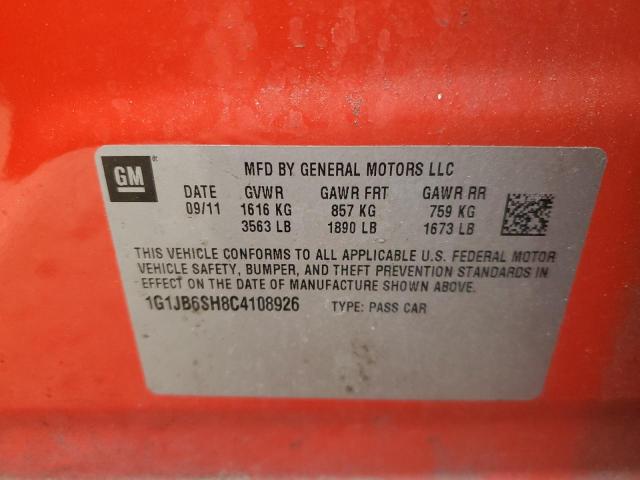 GM
MFD BY GENERAL MOTORS LLC
DATE GVWR GAWR FRT GAWR RR
09/11 1616 KG 857 KG 759 KG
3563 LB 1890 LB 1673 LB
THIS VEHICLE CONFORMS TO ALL APPLICABLE U.S. FEDERAL MOTOR
VEHICLE SAFETY, BUMPER, AND THEFT PREVENTION STANDARDS IN
EFFECT ON THE DATE OF MANUFACTURE SHOWN ABOVE.
1G1JB6SH8C4108926 TYPE: PASS CAR